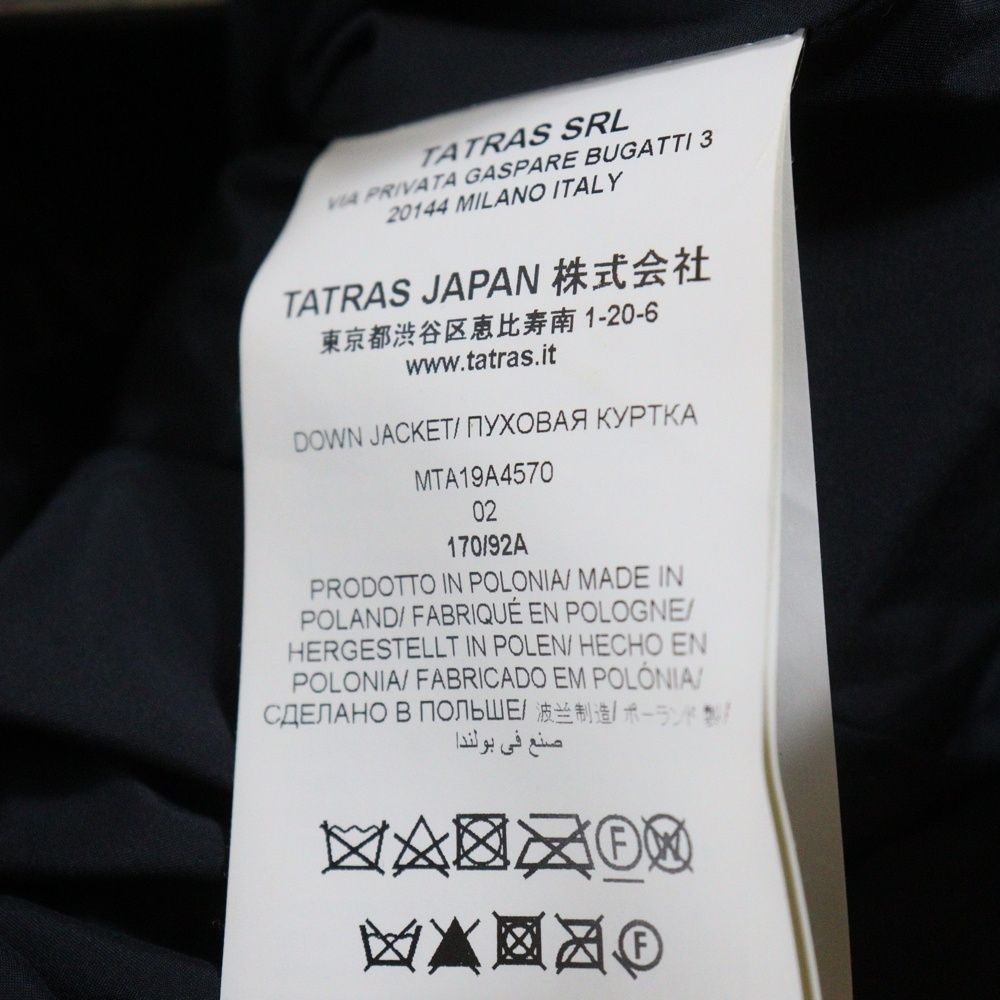 TATRAS SRL
VIA PRIVATA GASPARE BUGATTI 3
20144 MILANO ITALY
TATRAS JAPAN 株式会社
東京都渋谷区恵比寿南 1-20-6
www.tatras.it
DOWN JACKET/ ПУХОВАЯ КУРТКА
MTA19A4570
02
170/92A
PRODOTTO IN POLONIA/ MADE IN
POLAND/ FABRIQUÉ EN POLOGNE/
HERGESTELLT IN POLEN/ HECHO EN
POLONIA/ FABRICADO EM POLÓNIA/
СДЕЛАНО В ПОЛЬШЕ/ 波兰制造/ ポーランド 製/
صنع في بولندا
F W
F